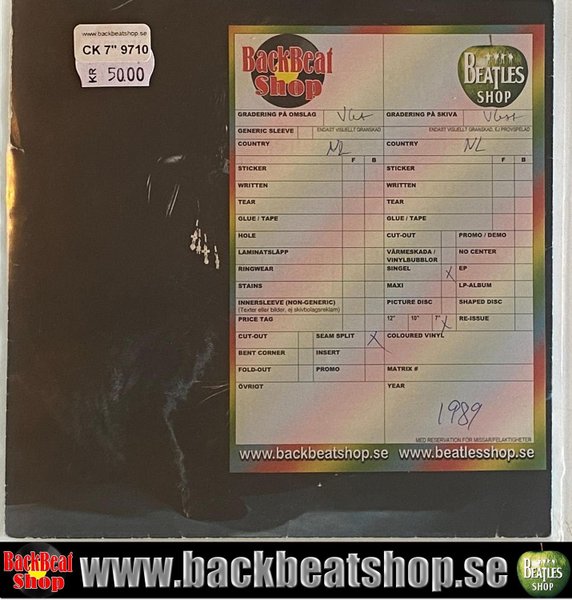 www.backbeatshop.se
CK 7" 9710
KR 50.00
BackBeat Shop
BEATLES SHOP
GRADERING PÅ OMSLAG
GRADERING PÅ SKIVA
GENERIC SLEEVE
ENDAST VISUELLT GRANSKAD
ENDAST VISUELLT GRANSKAD, EJ PROVSPELAD
COUNTRY NL
COUNTRY NL
F B
F B
STICKER
STICKER
WRITTEN
WRITTEN
TEAR
TEAR
GLUE / TAPE
GLUE / TAPE
HOLE
CUT-OUT
PROMO / DEMO
LAMINATSLÄPP
VÄRMESKADA / VINYLBUBBLOR
NO CENTER
RINGWEAR
SINGEL X
EP
STAINS
MAXI
LP-ALBUM
INNERSLEEVE (NON-GENERIC)
(Texter eller bilder, ej skivbolagsreklam)
PICTURE DISC
SHAPED DISC
PRICE TAG
12" 10" 7" X
RE-ISSUE
CUT-OUT
SEAM SPLIT X
COLOURED VINYL
BENT CORNER
INSERT
FOLD-OUT
PROMO
MATRIX #
ÖVRIGT
YEAR
1989
MED RESERVATION FÖR MISSAR/FELAKTIGHETER
www.backbeatshop.se www.beatlesshop.se
BackBeat Shop
www.backbeatshop.se
BEATLES SHOP